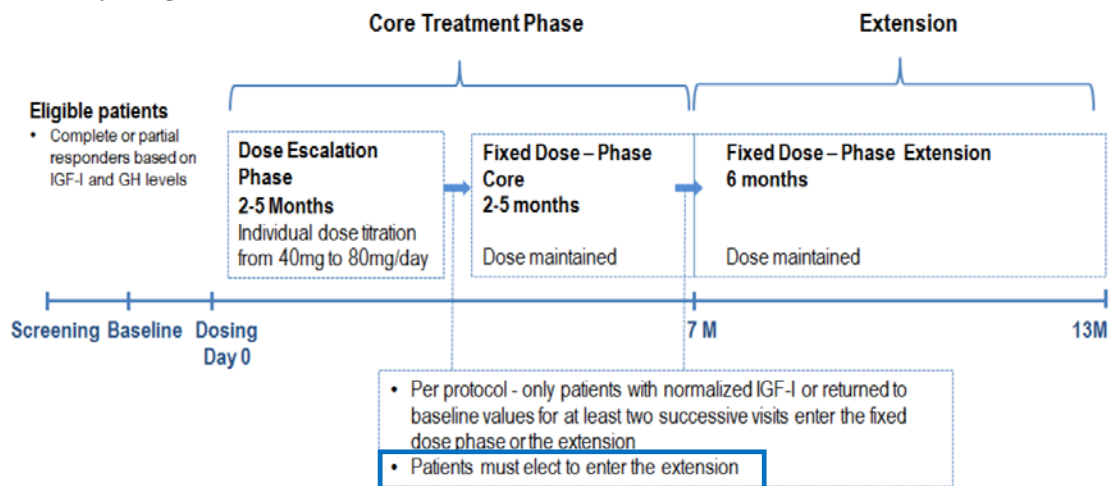 Core Treatment Phase
Extension
Eligible patients
• Complete or partial
responders based on
IGF-I and GH levels
Dose Escalation
Phase
2-5 Months
Individual dose titration
from 40mg to 80mg/day
Fixed Dose – Phase
Core
2-5 months
Dose maintained
Fixed Dose – Phase Extension
6 months
Dose maintained
Screening Baseline Dosing
Day 0
7 M
13M
• Per protocol - only patients with normalized IGF-I or returned to
baseline values for at least two successive visits enter the fixed
dose phase or the extension
• Patients must elect to enter the extension